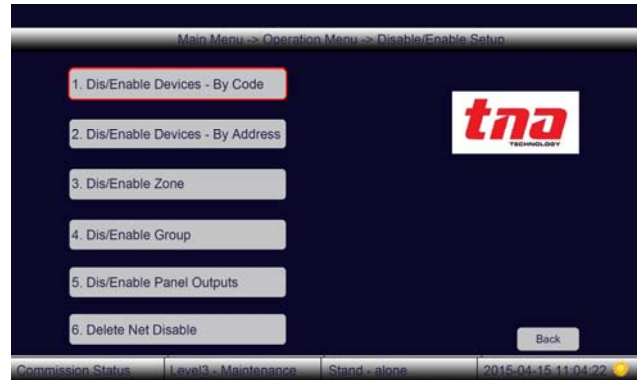 Main Menu -> Operation Menu -> Disable/Enable Setup
1. Dis/Enable Devices - By Code
2. Dis/Enable Devices - By Address
3. Dis/Enable Zone
4. Dis/Enable Group
5. Dis/Enable Panel Outputs
6. Delete Net Disable
tna
TECHNOLOGY
Back
Commission Status
Level3 - Maintenance
Stand - alone
2015-04-15 11:04:22